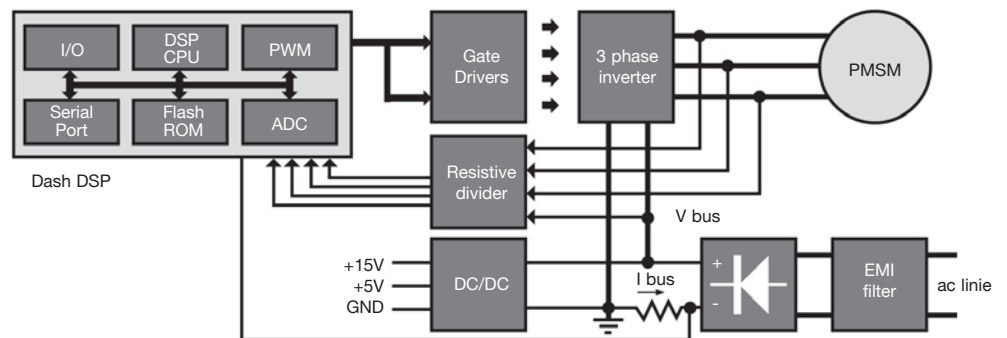 I/O
DSP
CPU
PWM
Serial
Port
Flash
ROM
ADC
Dash DSP
Gate
Drivers
3 phase
inverter
PMSM
Resistive
divider
V bus
+15V
+5V
GND
DC/DC
I bus
+
-
EMI
filter
ac linie